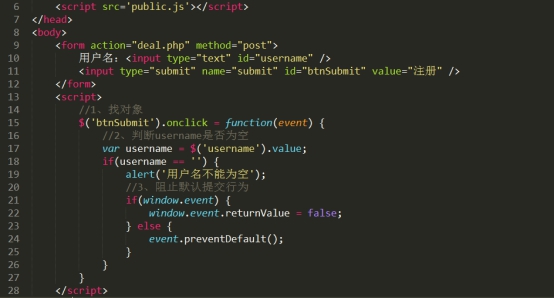 6 <script src='public.js'></script>
7 </head>
8 <body>
9 <form action="deal.php" method="post">
10 用户名：<input type="text" id="username" />
11 <input type="submit" name="submit" id="btnSubmit" value="注册" />
12 </form>
13 <script>
14 //1、找对象
15 $('btnSubmit').onclick = function(event) {
16 //2、判断username是否为空
17 var username = $('username').value;
18 if(username == '') {
19 alert('用户名不能为空');
20 //3、阻止默认提交行为
21 if(window.event) {
22 window.event.returnValue = false;
23 } else {
24 event.preventDefault();
25 }
26 }
27 }
28 </script>